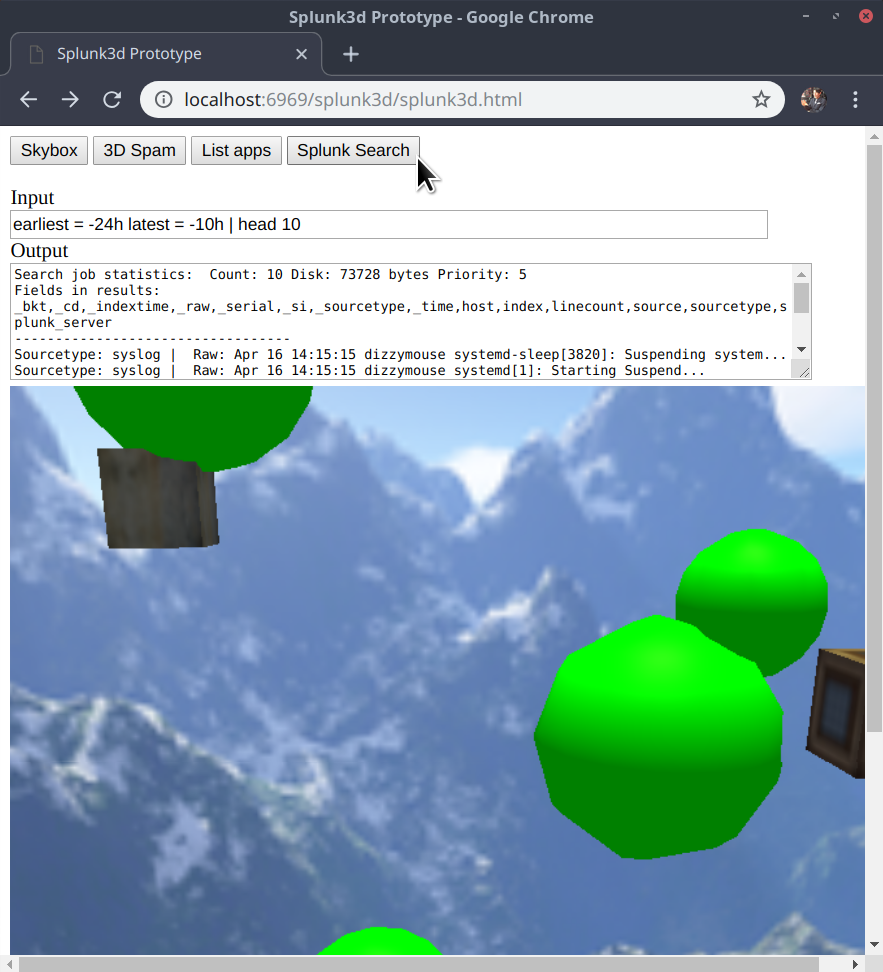 Splunk3d Prototype - Google Chrome
Splunk3d Prototype
localhost:6969/splunk3d/splunk3d.html
Skybox 3D Spam List apps Splunk Search
Input
earliest = -24h latest = -10h | head 10
Output
Search job statistics:  Count: 10 Disk: 73728 bytes Priority: 5
Fields in results:
_bkt,_cd,_indextime,_raw,_serial,_si,_sourcetype,_time,host,index,linecount,source,sourcetype,s
plunk_server
----------------------------------
Sourcetype: syslog |  Raw: Apr 16 14:15:15 dizzymouse systemd-sleep[3820]: Suspending system...
Sourcetype: syslog |  Raw: Apr 16 14:15:15 dizzymouse systemd[1]: Starting Suspend...